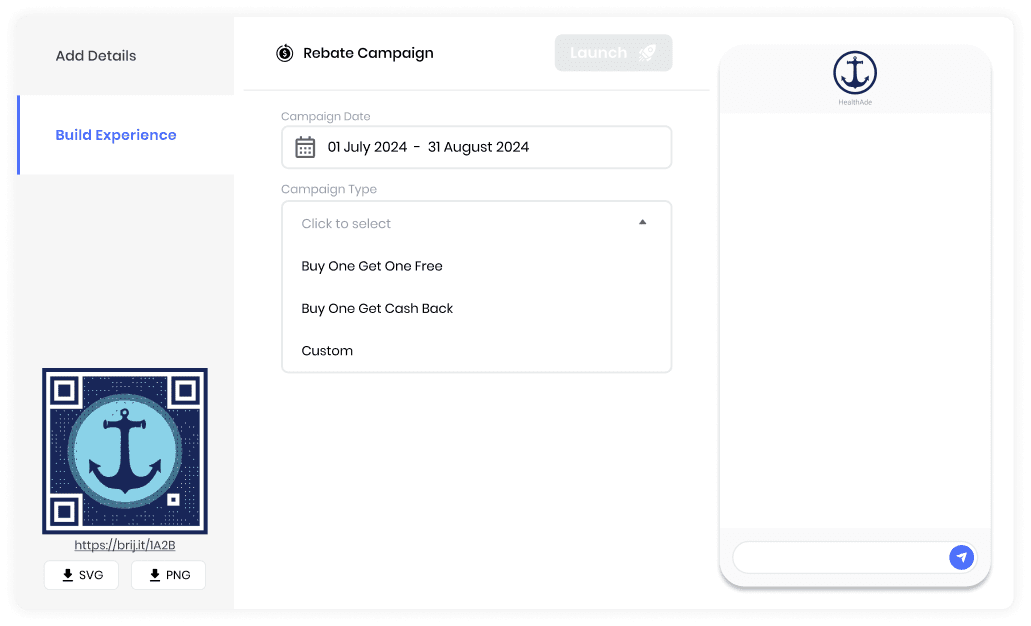 Add Details
Build Experience
https://brij.it/1A2B
SVG
PNG
Rebate Campaign
Launch
Campaign Date
01 July 2024 - 31 August 2024
Campaign Type
Click to select
Buy One Get One Free
Buy One Get Cash Back
Custom
HealthAde